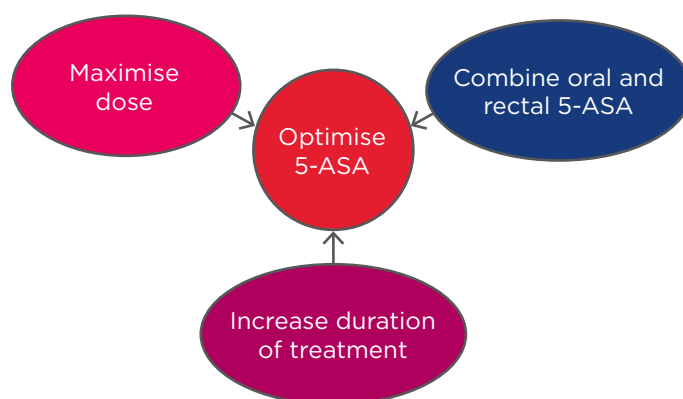 Maximise
dose
Combine oral and
rectal 5-ASA
Optimise
5-ASA
Increase duration
of treatment